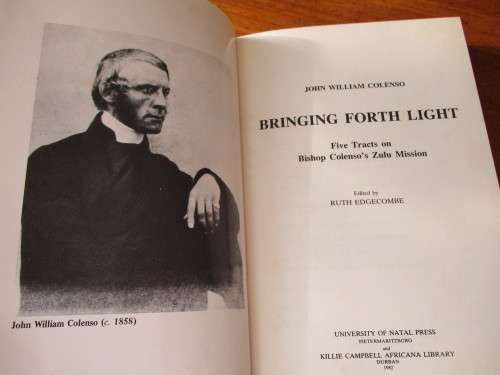 John William Colenso (c. 1858)
JOHN WILLIAM COLENSO
BRINGING FORTH LIGHT
Five Tracts on
Bishop Colenso's Zulu Mission
Edited by
RUTH EDGECOMBE
UNIVERSITY OF NATAL PRESS
PIETERMARITZBURG
and
KILLIE CAMPBELL AFRICANA LIBRARY
DURBAN
1982